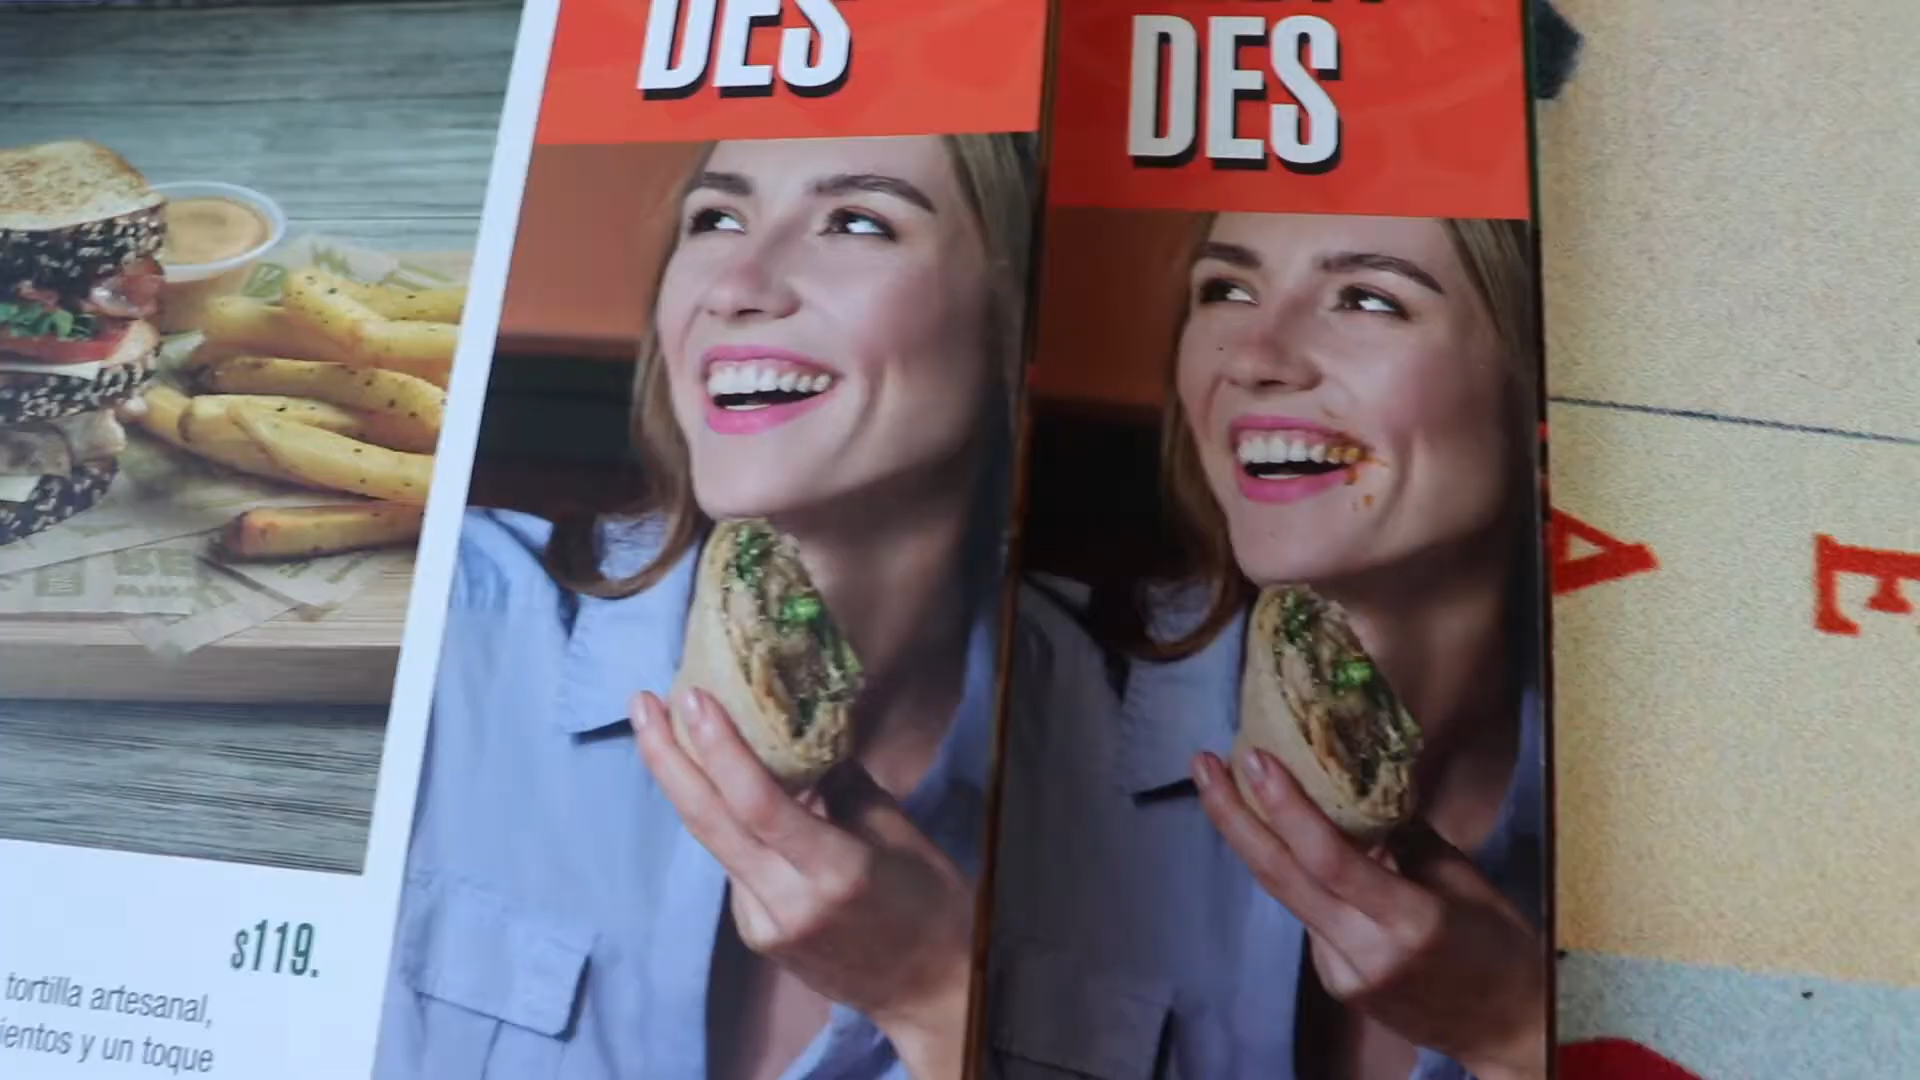 DES
DES
$119.
tortilla artesanal,
ientos y un toque
A
E